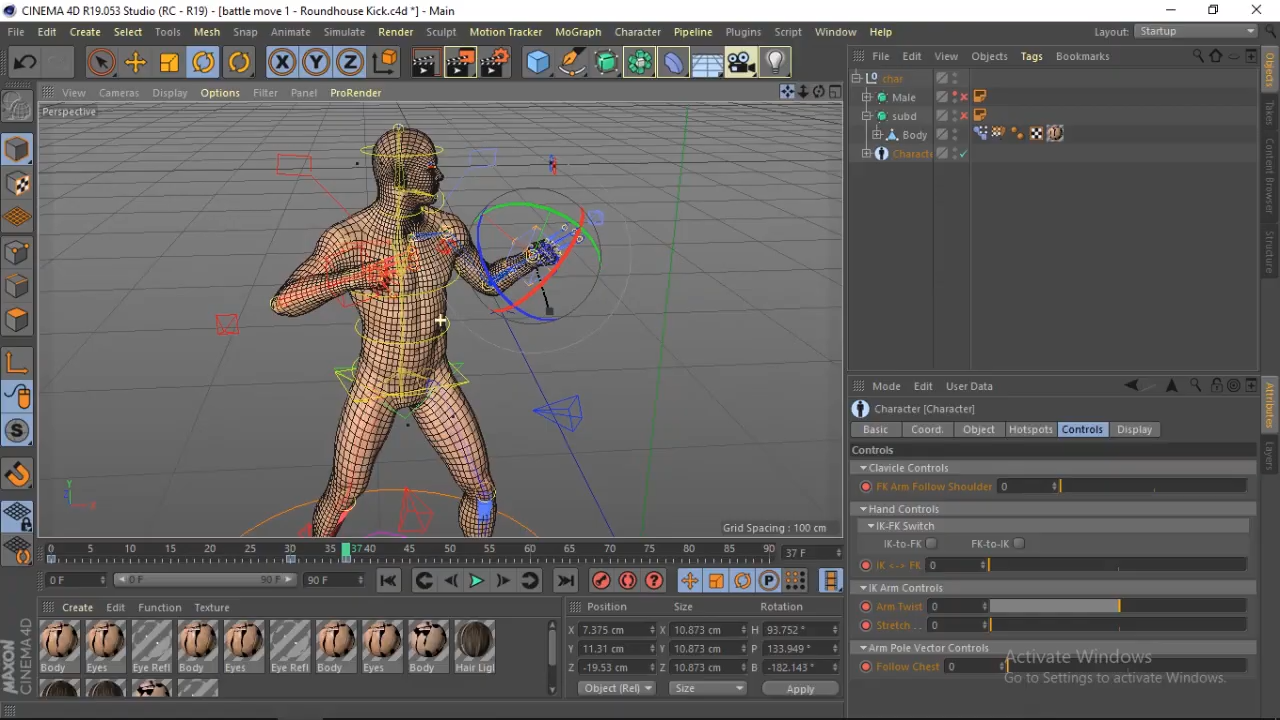 CINEMA 4D R19.053 Studio (RC - R19) - [battle move 1 - Roundhouse Kick.c4d *] - Main
File Edit Create Select Tools Mesh Snap Animate Simulate Render Sculpt Motion Tracker MoGraph Character Pipeline Plugins Script Window Help Layout: Startup
File Edit View Objects Tags Bookmarks
View Cameras Display Options Filter Panel ProRender
Perspective
char
Male
subd
Body
Charact
Objects
Takes
Content Browser
Structure
Grid Spacing : 100 cm
Mode Edit User Data
Character [Character]
Basic Coord. Object Hotspots Controls Display
Controls
Clavicle Controls
FK Arm Follow Shoulder 0
Hand Controls
IK-FK Switch
IK-to-FK FK-to-IK
IK <-> FK 0
IK Arm Controls
Arm Twist 0
Stretch . . 0
Arm Pole Vector Controls
Follow Chest 0
Attributes
Layers
0 5 10 15 20 25 30 35 37 40 45 50 55 60 65 70 75 80 85 90 37 F
0 F 0 F 90 F 90 F
Create Edit Function Texture
Body Eyes Eye Refl Body Eyes Eye Refl Body Eyes Body Hair Ligl
Position Size Rotation
X 7.375 cm X 10.873 cm H 93.752 °
Y 11.31 cm Y 10.873 cm P 133.949 °
Z -19.53 cm Z 10.873 cm B -182.143 °
Object (Rel) Size Apply
MAXON
CINEMA 4D
Activate Windows
Go to Settings to activate Windows.